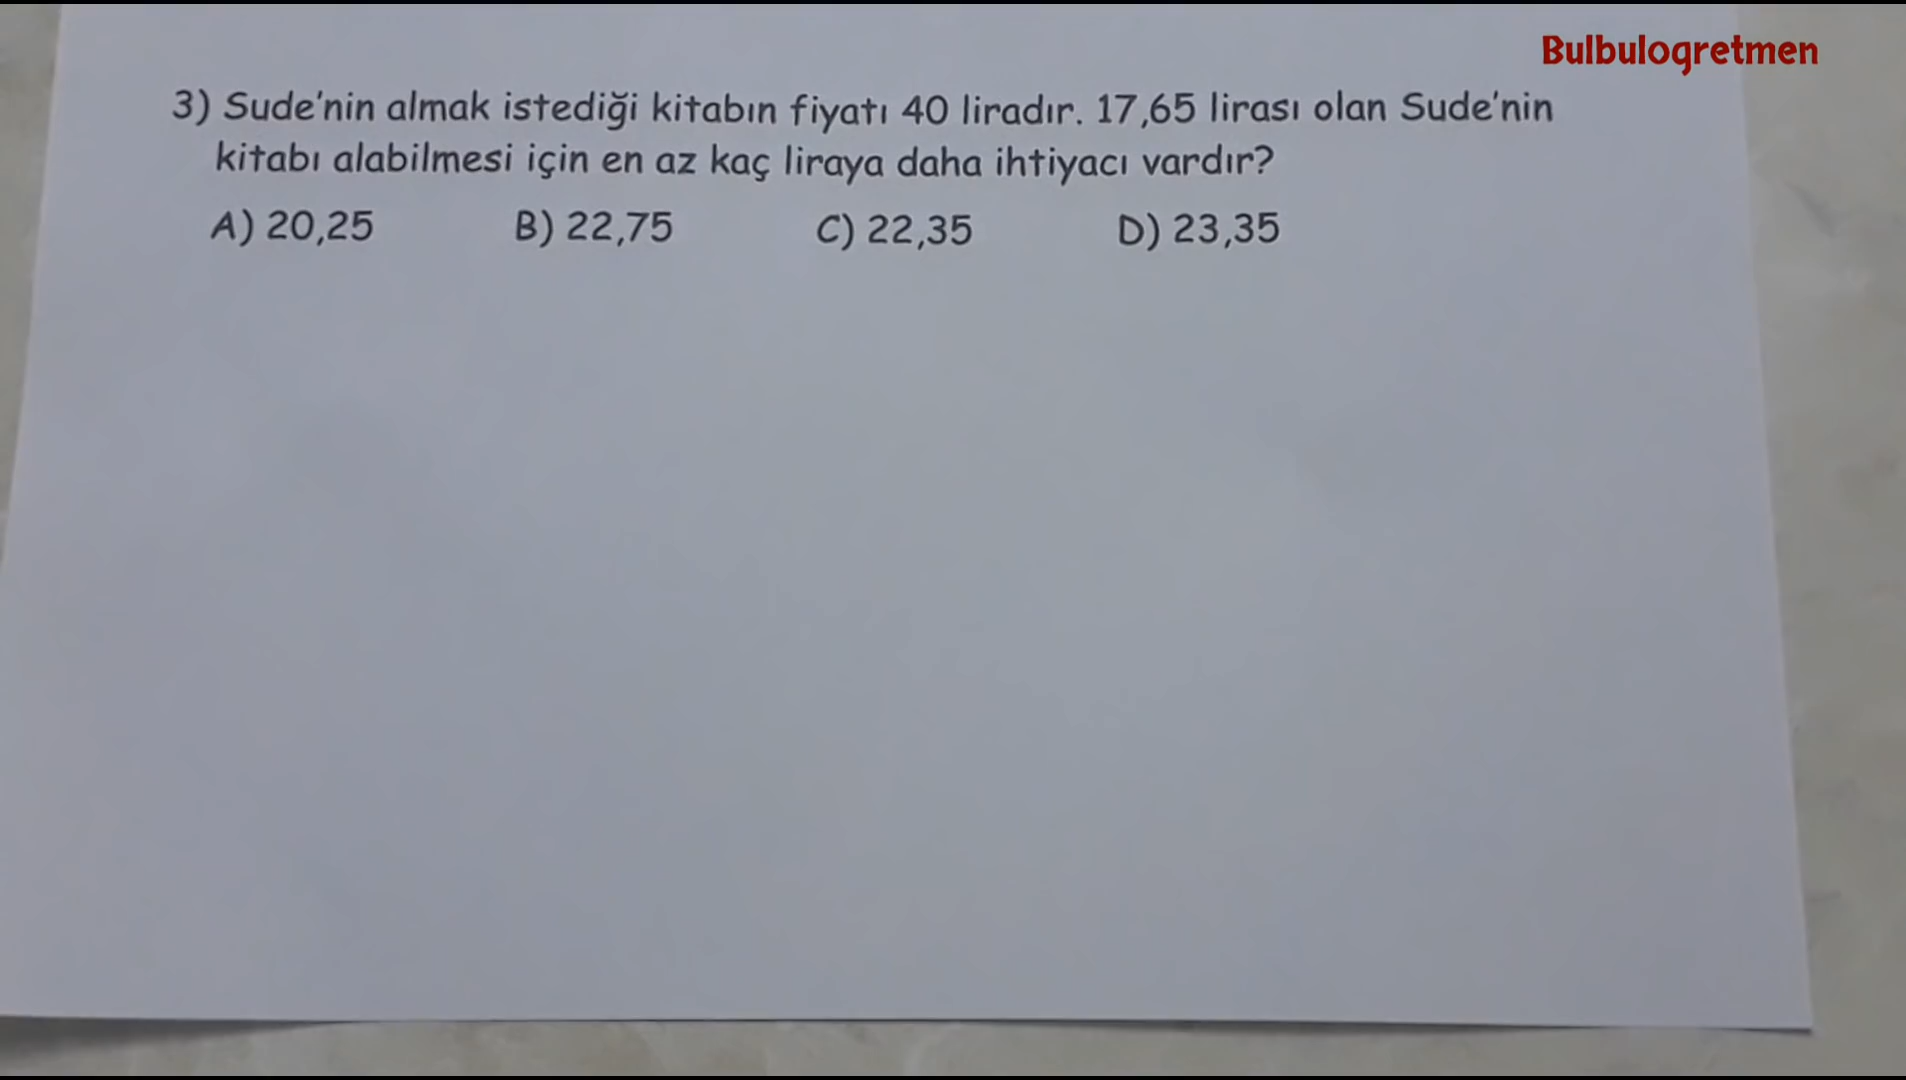 Bulbulogretmen
3) Sude'nin almak istediği kitabın fiyatı 40 liradır. 17,65 lirası olan Sude'nin
kitabı alabilmesi için en az kaç liraya daha ihtiyacı vardır?
A) 20,25 B) 22,75 C) 22,35 D) 23,35